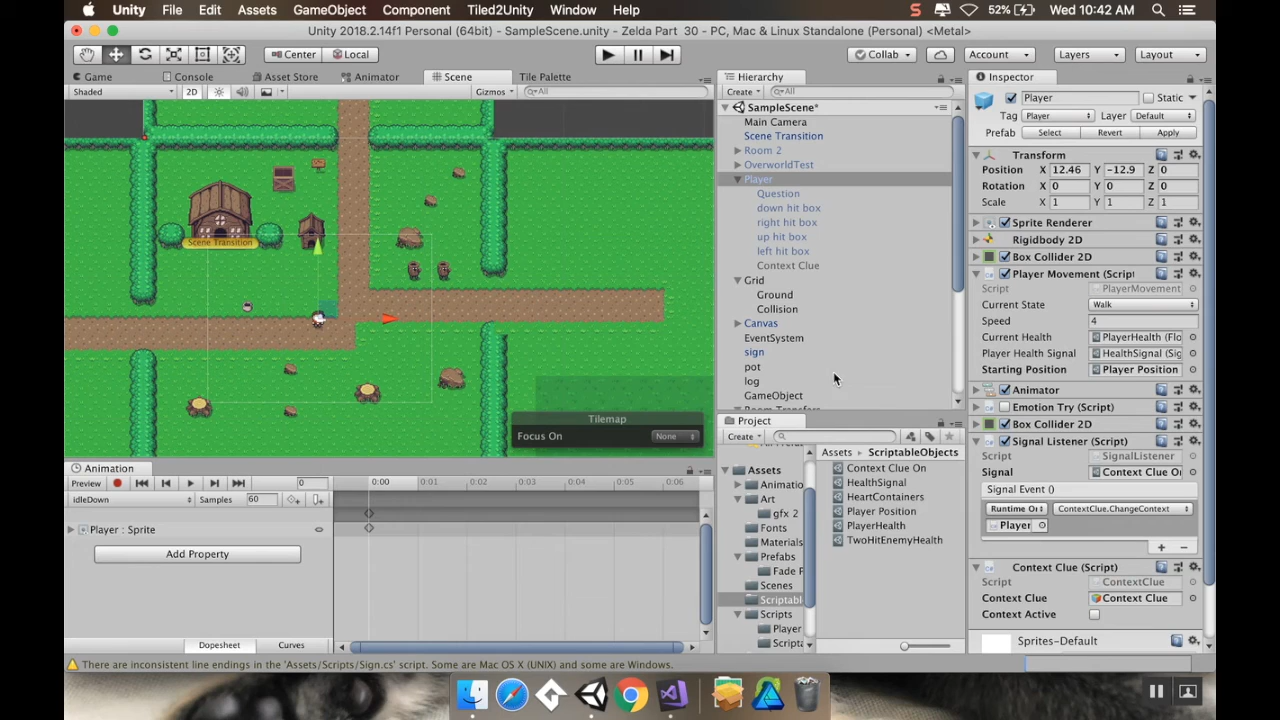 Unity File Edit Assets GameObject Component Tiled2Unity Window Help 52% Wed 10:42 AM
Unity 2018.2.14f1 Personal (64bit) - SampleScene.unity - Zelda Part 30 - PC, Mac & Linux Standalone (Personal) <Metal>
Center Local Collab Account Layers Layout
Game Console Asset Store Animator Scene Tile Palette
Shaded 2D Gizmos All
Scene Transition
Tilemap
Focus On None
Hierarchy
Create All
SampleScene*
Main Camera
Scene Transition
Room 2
OverworldTest
Player
Question
down hit box
right hit box
up hit box
left hit box
Context Clue
Grid
Ground
Collision
Canvas
EventSystem
sign
pot
log
GameObject
Inspector
Player Static
Tag Player Layer Default
Prefab Select Revert Apply
Transform
Position X 12.46 Y -12.9 Z 0
Rotation X 0 Y 0 Z 0
Scale X 1 Y 1 Z 1
Sprite Renderer
Rigidbody 2D
Box Collider 2D
Player Movement (Script
Script PlayerMovement
Current State Walk
Speed 4
Current Health PlayerHealth (Flo
Player Health Signal HealthSignal (Sig
Starting Position Player Position
Animator
Emotion Try (Script)
Box Collider 2D
Signal Listener (Script)
Script SignalListener
Signal Context Clue On
Signal Event ()
Runtime On ContextClue.ChangeContext
Player
Context Clue (Script)
Script ContextClue
Context Clue Context Clue
Context Active
Sprites-Default
Project
Create
Assets
Animatio
Art
gfx 2
Fonts
Materials
Prefabs
Fade P
Scenes
Scriptabl
Scripts
Player
Scripta
Assets ScriptableObjects
Context Clue On
HealthSignal
HeartContainers
Player Position
PlayerHealth
TwoHitEnemyHealth
Animation
Preview 0 0:00 0:01 0:02 0:03 0:04 0:05 0:06
idleDown Samples 60
Player : Sprite
Add Property
Dopesheet Curves
There are inconsistent line endings in the 'Assets/Scripts/Sign.cs' script. Some are Mac OS X (UNIX) and some are Windows.